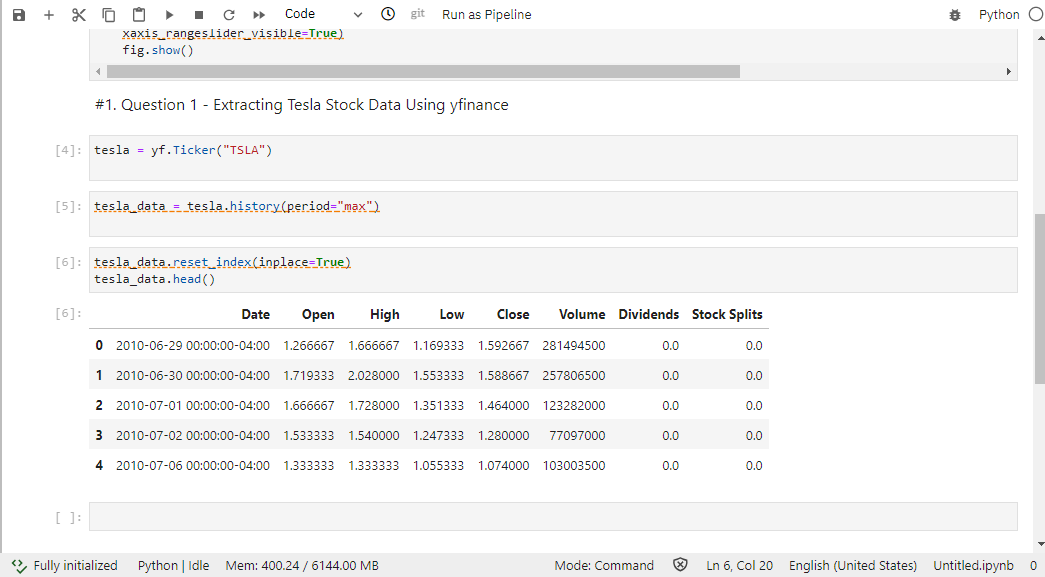 Code
git
Run as Pipeline
Python
xaxis_rangeslider_visible=True)
fig.show()
#1. Question 1 - Extracting Tesla Stock Data Using yfinance
[4]: tesla = yf.Ticker("TSLA")
[5]: tesla_data = tesla.history(period="max")
[6]: tesla_data.reset_index(inplace=True)
tesla_data.head()
[6]: Date Open High Low Close Volume Dividends Stock Splits
0 2010-06-29 00:00:00-04:00 1.266667 1.666667 1.169333 1.592667 281494500 0.0 0.0
1 2010-06-30 00:00:00-04:00 1.719333 2.028000 1.553333 1.588667 257806500 0.0 0.0
2 2010-07-01 00:00:00-04:00 1.666667 1.728000 1.351333 1.464000 123282000 0.0 0.0
3 2010-07-02 00:00:00-04:00 1.533333 1.540000 1.247333 1.280000 77097000 0.0 0.0
4 2010-07-06 00:00:00-04:00 1.333333 1.333333 1.055333 1.074000 103003500 0.0 0.0
[ ]:
Fully initialized Python | Idle Mem: 400.24 / 6144.00 MB Mode: Command Ln 6, Col 20 English (United States) Untitled.ipynb 0